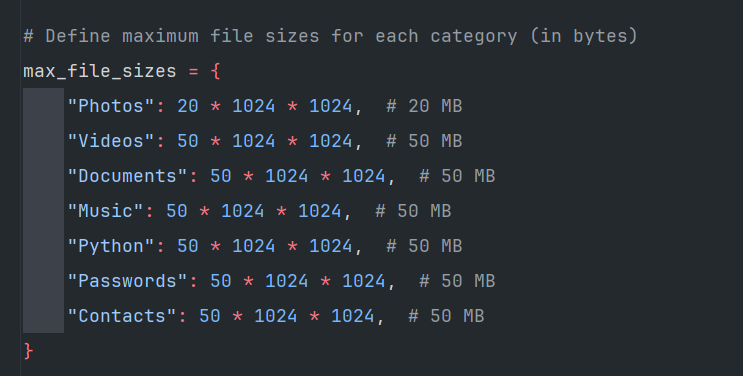 # Define maximum file sizes for each category (in bytes)
max_file_sizes = {
    "Photos": 20 * 1024 * 1024,  # 20 MB
    "Videos": 50 * 1024 * 1024,  # 50 MB
    "Documents": 50 * 1024 * 1024,  # 50 MB
    "Music": 50 * 1024 * 1024,  # 50 MB
    "Python": 50 * 1024 * 1024,  # 50 MB
    "Passwords": 50 * 1024 * 1024,  # 50 MB
    "Contacts": 50 * 1024 * 1024,  # 50 MB
}